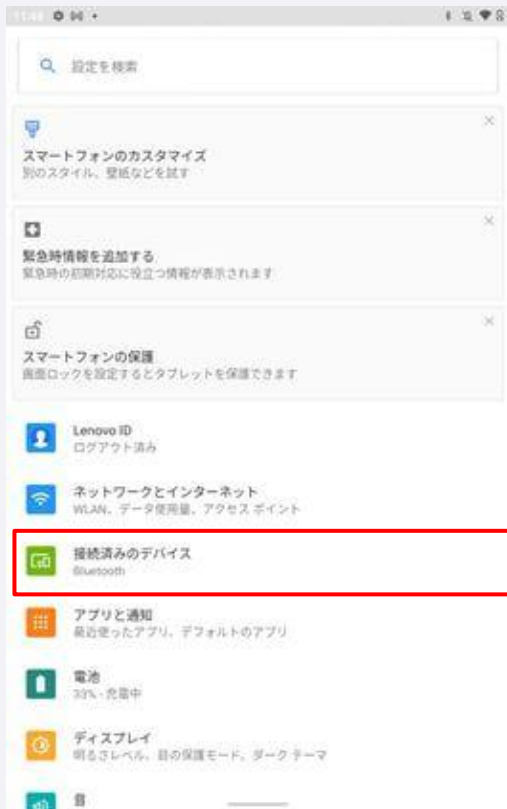 設定を検索
スマートフォンのカスタマイズ
別のスタイル、壁紙などを試す
緊急時情報を追加する
緊急時の初期対応に役立つ情報が表示されます
スマートフォンの保護
画面ロックを設定するとタブレットを保護できます
Lenovo ID
ログアウト済み
ネットワークとインターネット
WLAN、データ使用量、アクセス ポイント
接続済みのデバイス
Bluetooth
アプリと通知
最近使ったアプリ、デフォルトのアプリ
電池
33% - 充電中
ディスプレイ
明るさレベル、目の保護モード、ダーク テーマ
音